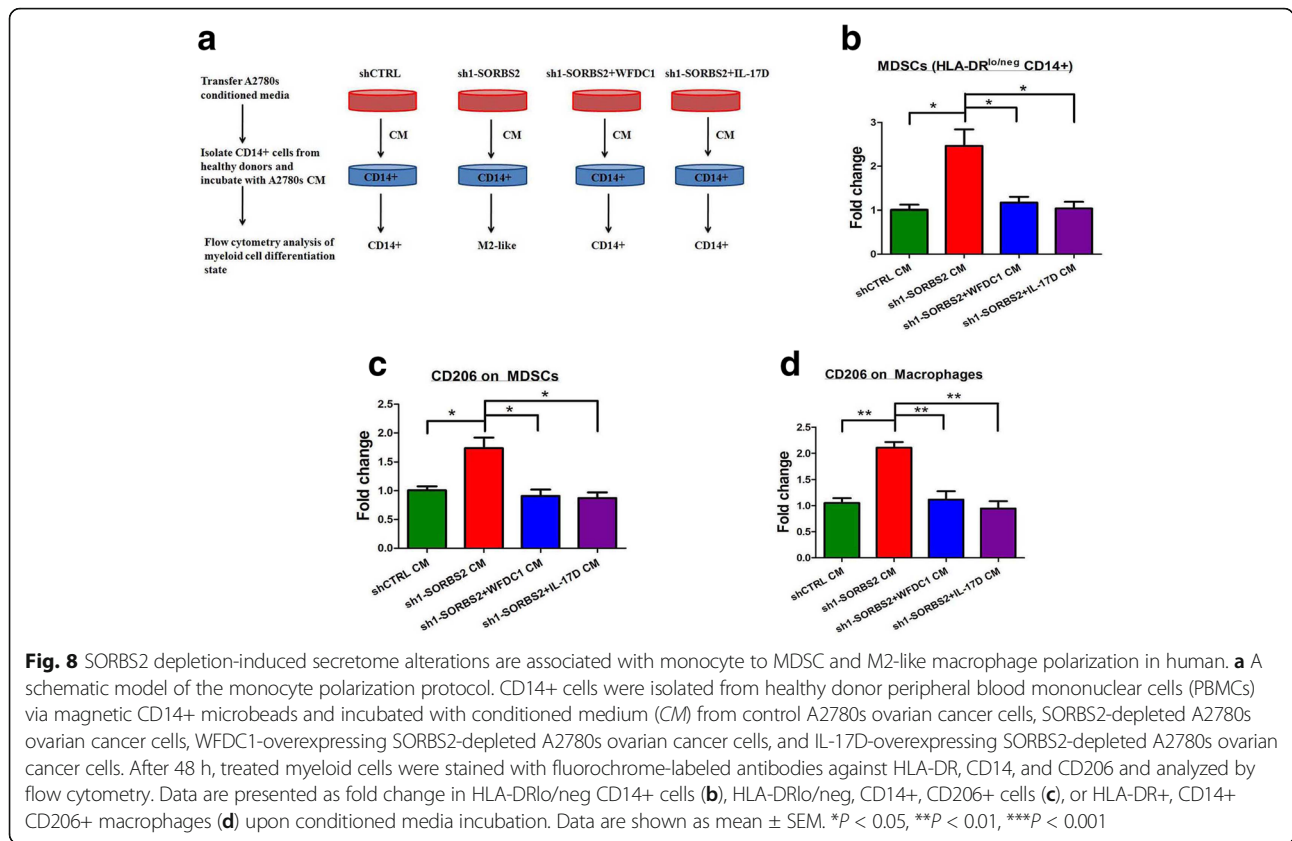 a
Transfer A2780s
conditioned media
Isolate CD14+ cells from
healthy donors and
incubate with A2780s CM
Flow cytometry analysis of
myeloid cell differentiation
state
shCTRL
sh1-SORBS2
sh1-SORBS2+WFDC1
sh1-SORBS2+IL-17D
CM
CM
CM
CM
CD14+
CD14+
CD14+
CD14+
CD14+
M2-like
CD14+
CD14+
b
MDSCs (HLA-DRlo/neg CD14+)
*
*
*
Fold change
3
2
1
0
shCTRL CM
sh1-SORBS2 CM
sh1-SORBS2+WFDC1 CM
sh1-SORBS2+IL-17D CM
c
CD206 on MDSCs
*
*
*
Fold change
2.5
2.0
1.5
1.0
0.5
0.0
shCTRL CM
sh1-SORBS2 CM
sh1-SORBS2+WFDC1 CM
sh1-SORBS2+IL-17D CM
d
CD206 on Macrophages
**
**
**
Fold change
2.5
2.0
1.5
1.0
0.5
0.0
shCTRL CM
sh1-SORBS2 CM
sh1-SORBS2+WFDC1 CM
sh1-SORBS2+IL-17D CM
Fig. 8 SORBS2 depletion-induced secretome alterations are associated with monocyte to MDSC and M2-like macrophage polarization in human. a A
schematic model of the monocyte polarization protocol. CD14+ cells were isolated from healthy donor peripheral blood mononuclear cells (PBMCs)
via magnetic CD14+ microbeads and incubated with conditioned medium (CM) from control A2780s ovarian cancer cells, SORBS2-depleted A2780s
ovarian cancer cells, WFDC1-overexpressing SORBS2-depleted A2780s ovarian cancer cells, and IL-17D-overexpressing SORBS2-depleted A2780s ovarian
cancer cells. After 48 h, treated myeloid cells were stained with fluorochrome-labeled antibodies against HLA-DR, CD14, and CD206 and analyzed by
flow cytometry. Data are presented as fold change in HLA-DRlo/neg CD14+ cells (b), HLA-DRlo/neg, CD14+, CD206+ cells (c), or HLA-DR+, CD14+
CD206+ macrophages (d) upon conditioned media incubation. Data are shown as mean ± SEM. *P < 0.05, **P < 0.01, ***P < 0.001